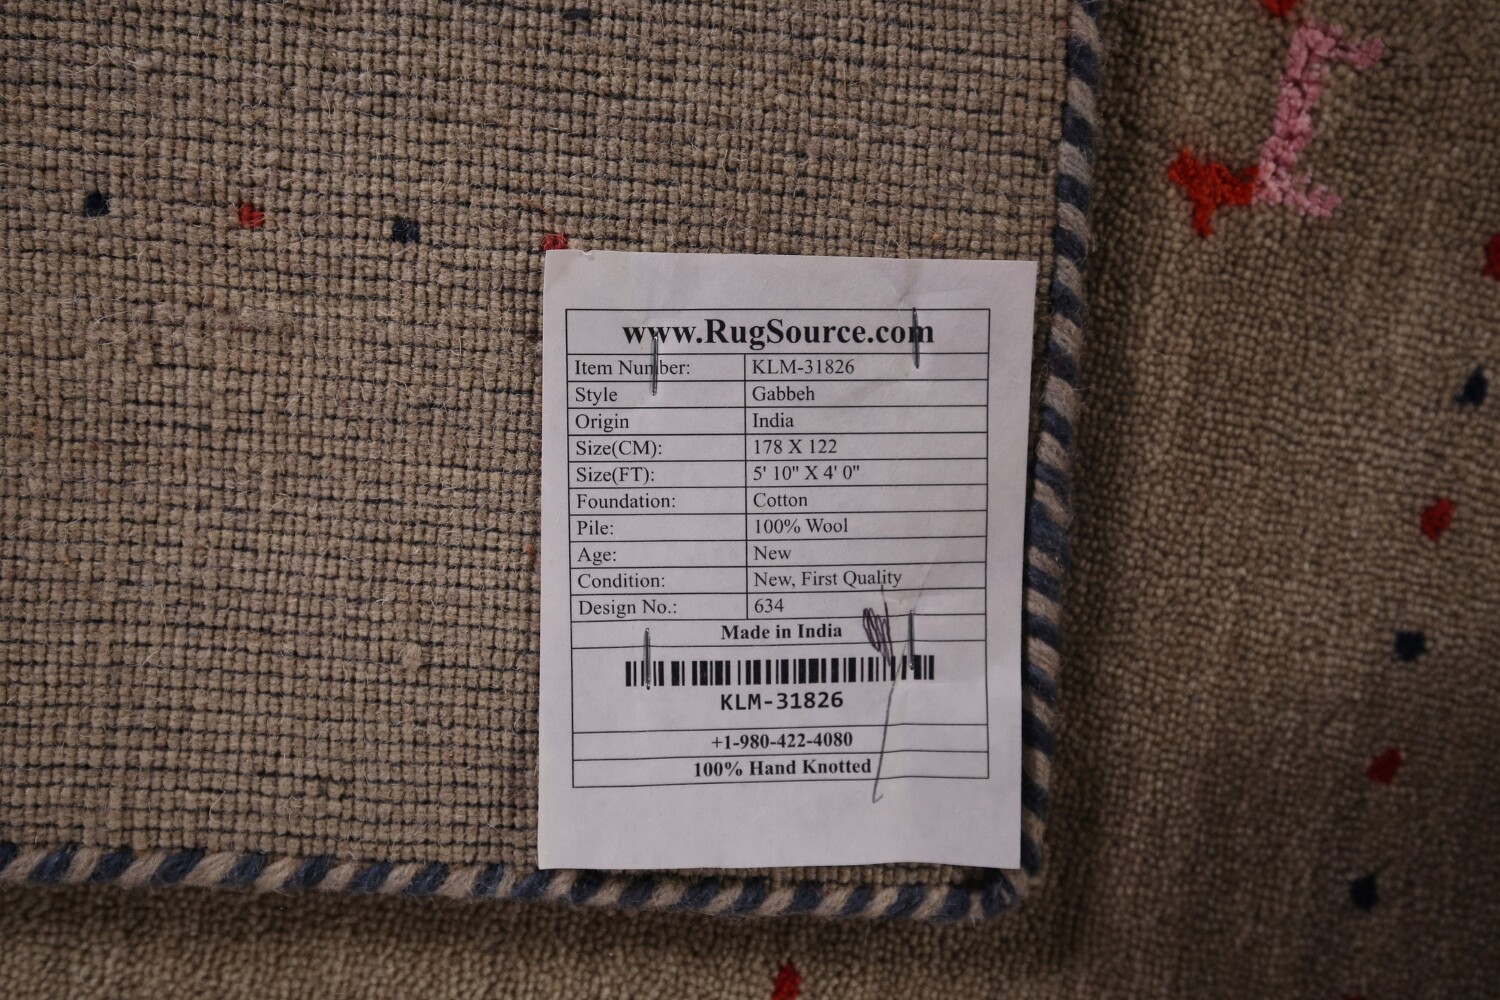 www.RugSource.com
Item Number: KLM-31826
Style Gabbeh
Origin India
Size(CM): 178 X 122
Size(FT): 5' 10" X 4' 0"
Foundation: Cotton
Pile: 100% Wool
Age: New
Condition: New, First Quality
Design No.: 634
Made in India
KLM-31826
+1-980-422-4080
100% Hand Knotted